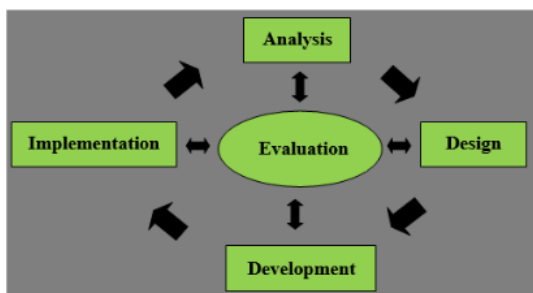 Analysis
Implementation
Evaluation
Design
Development